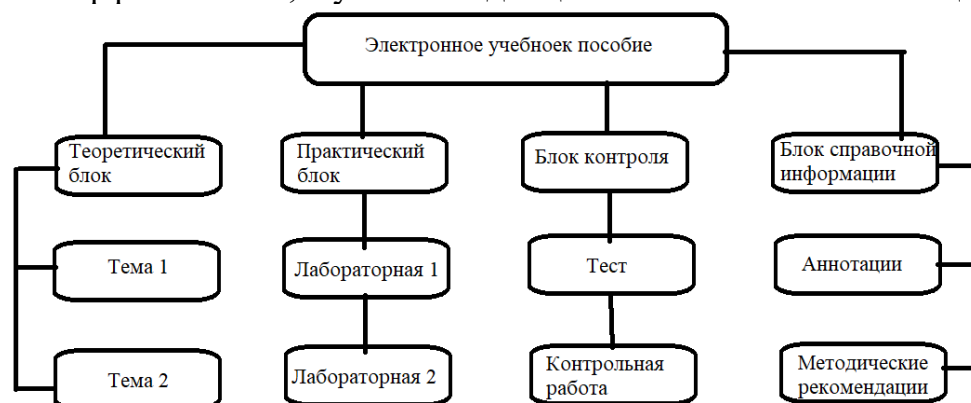 Электронное учебноек пособие
Теоретический
блок
Практический
блок
Блок контроля
Блок справочной
информации
Тема 1
Лабораторная 1
Тест
Аннотации
Тема 2
Лабораторная 2
Контрольная
работа
Методические
рекомендации